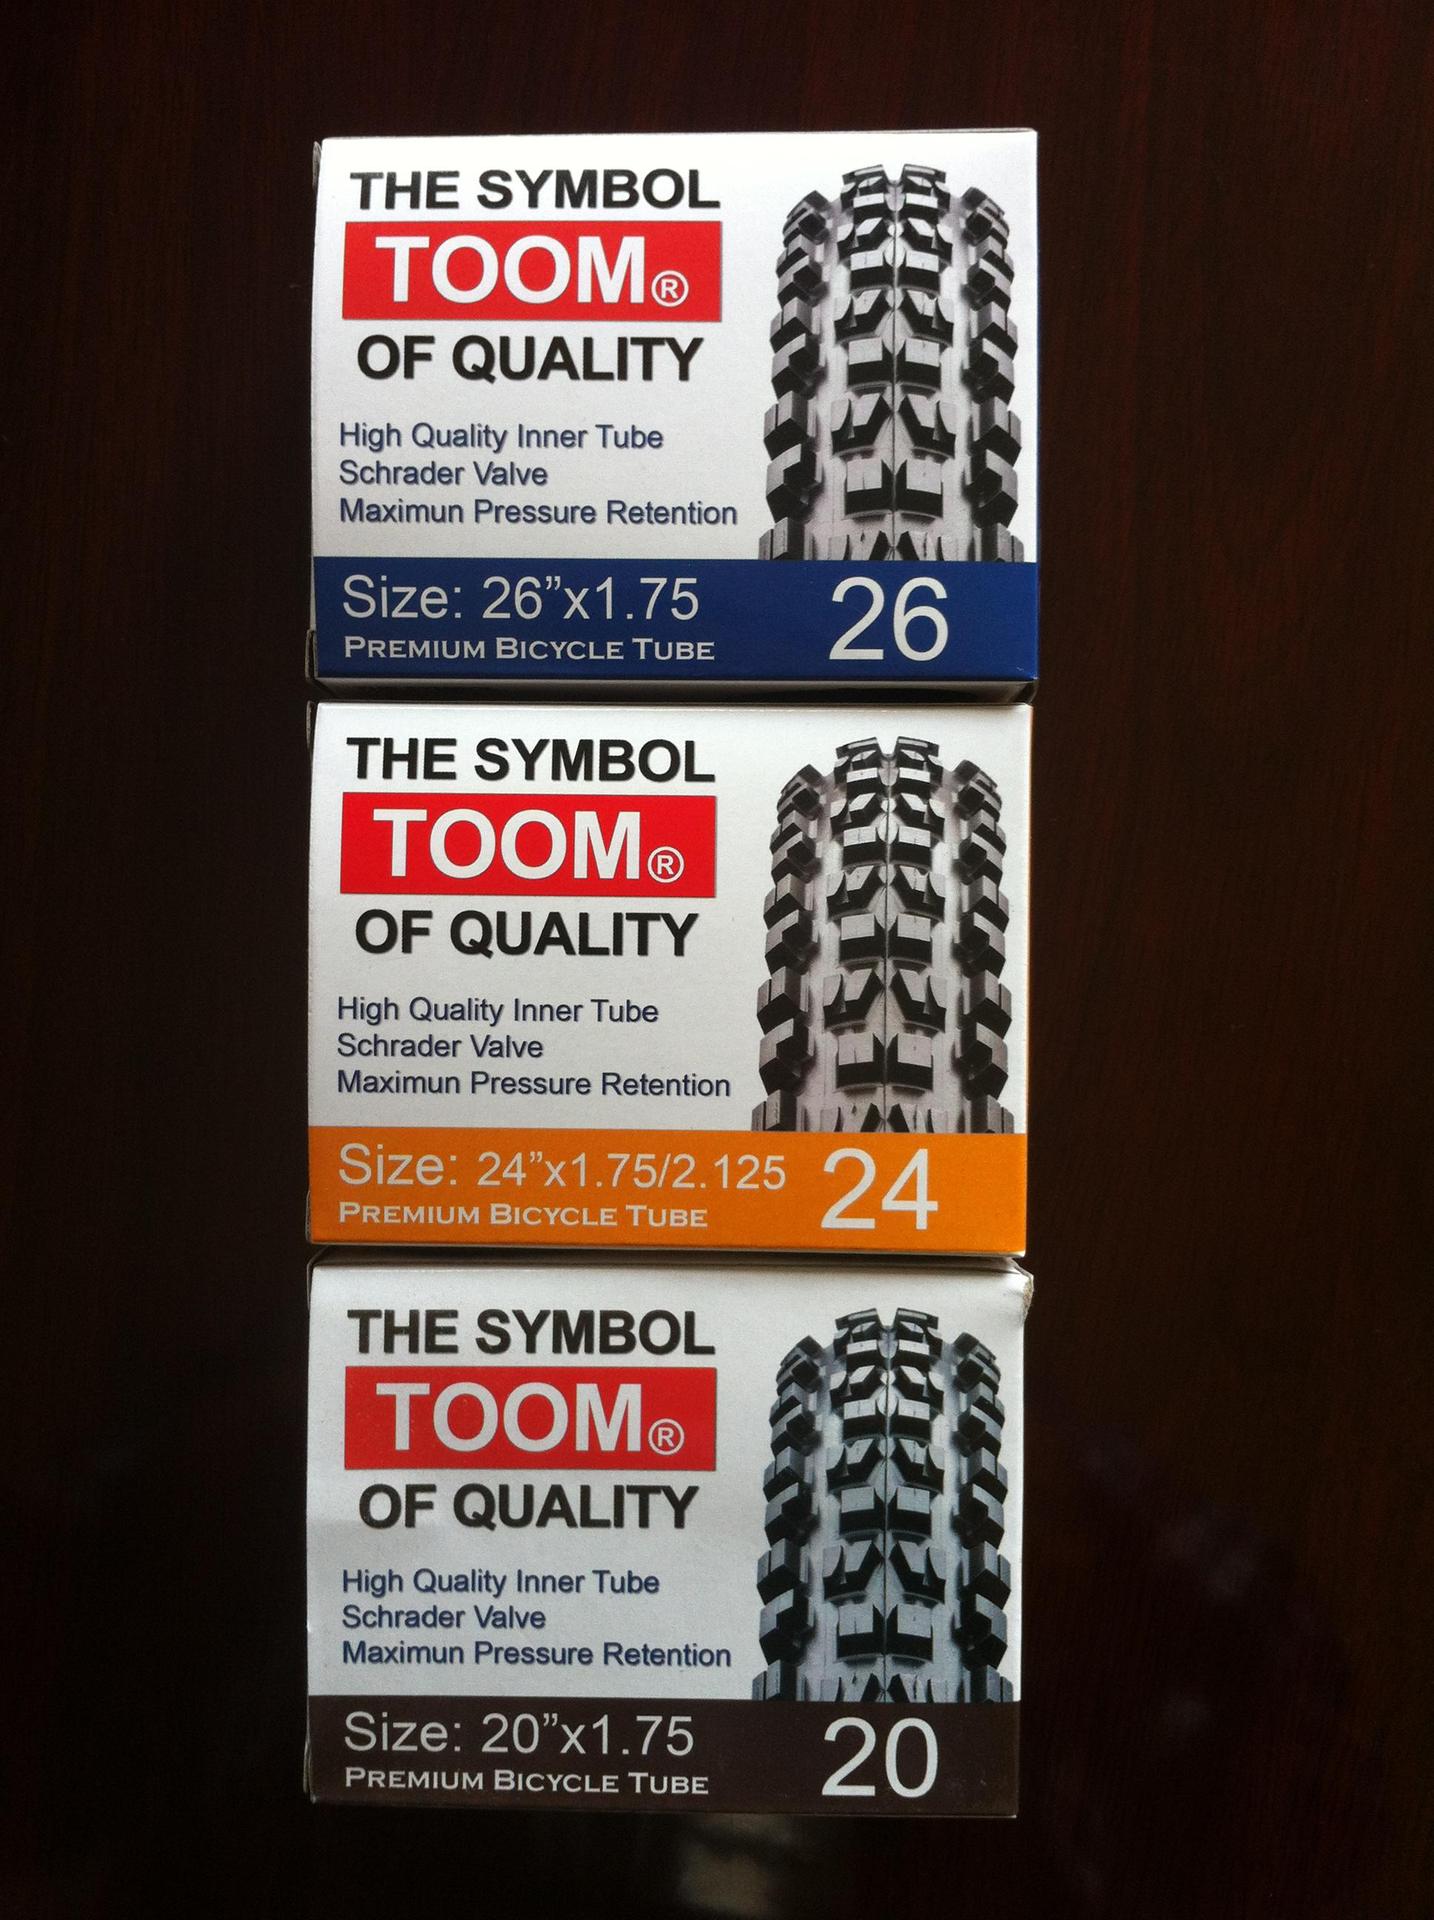 THE SYMBOL
TOOM®
OF QUALITY
High Quality Inner Tube
Schrader Valve
Maximun Pressure Retention
Size: 26”x1.75
PREMIUM BICYCLE TUBE
26
THE SYMBOL
TOOM®
OF QUALITY
High Quality Inner Tube
Schrader Valve
Maximun Pressure Retention
Size: 24”x1.75/2.125
PREMIUM BICYCLE TUBE
24
THE SYMBOL
TOOM®
OF QUALITY
High Quality Inner Tube
Schrader Valve
Maximun Pressure Retention
Size: 20”x1.75
PREMIUM BICYCLE TUBE
20